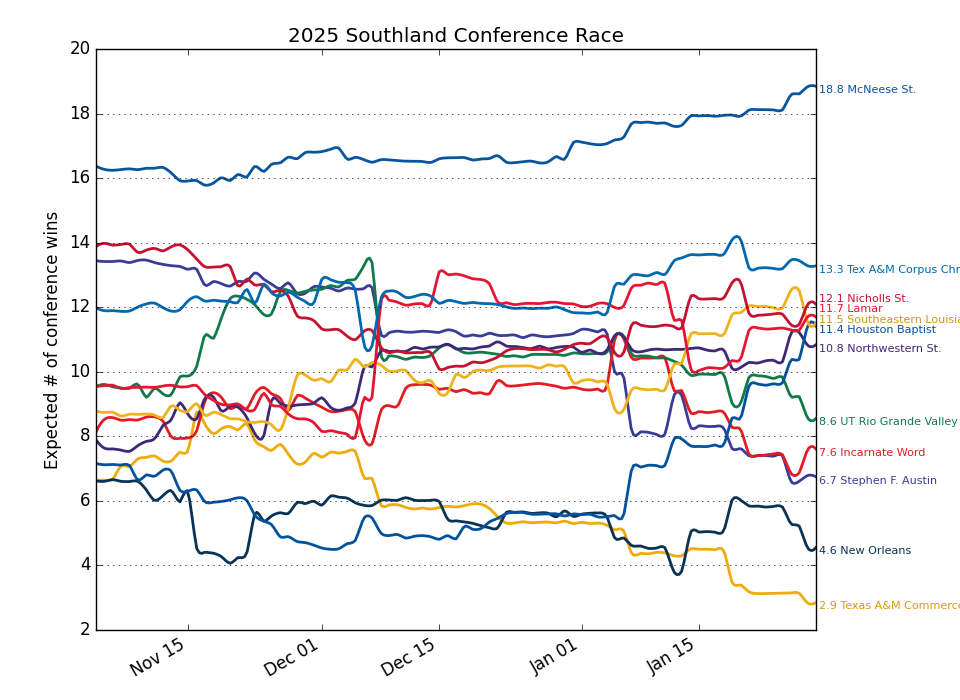 2025 Southland Conference Race
Expected # of conference wins
20
18
16
14
12
10
8
6
4
2
Nov 15
Dec 01
Dec 15
Jan 01
Jan 15
18.8 McNeese St.
13.3 Tex A&M Corpus Chr
12.1 Nicholls St.
11.7 Lamar
11.5 Southeastern Louisia
11.4 Houston Baptist
10.8 Northwestern St.
8.6 UT Rio Grande Valley
7.6 Incarnate Word
6.7 Stephen F. Austin
4.6 New Orleans
2.9 Texas A&M Commerce